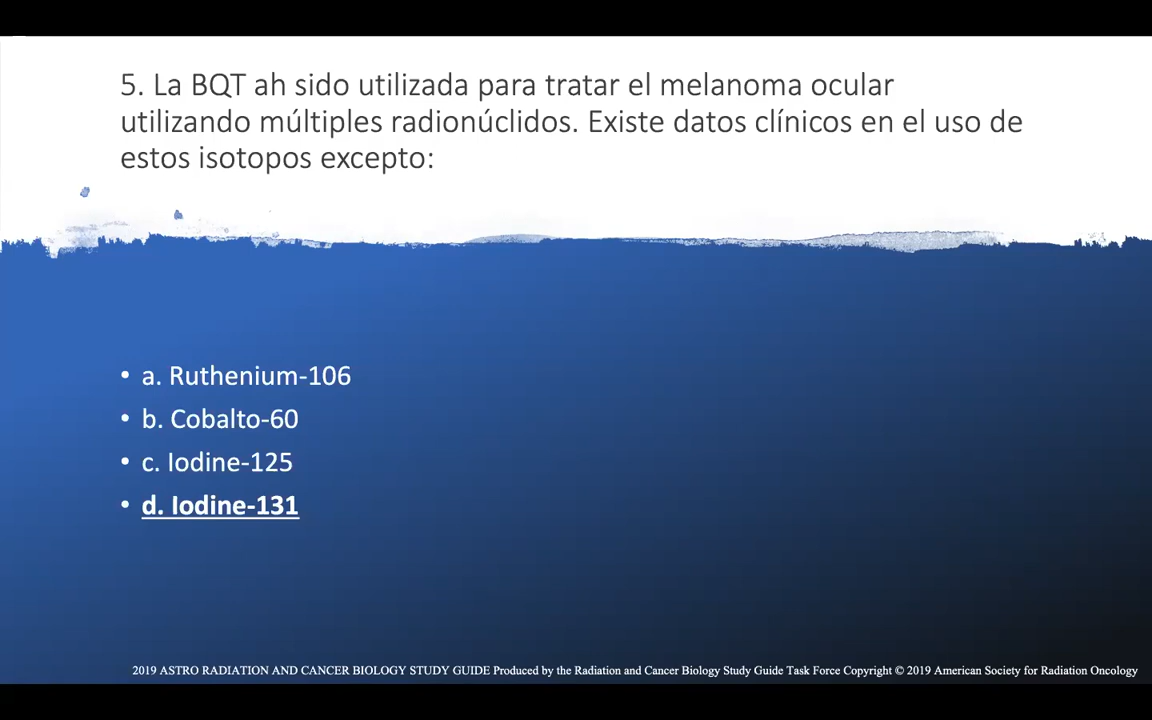 5. La BQT ah sido utilizada para tratar el melanoma ocular
utilizando múltiples radionúclidos. Existe datos clínicos en el uso de
estos isotopos excepto:
• a. Ruthenium-106
• b. Cobalto-60
• c. Iodine-125
• d. Iodine-131
2019 ASTRO RADIATION AND CANCER BIOLOGY STUDY GUIDE Produced by the Radiation and Cancer Biology Study Guide Task Force Copyright © 2019 American Society for Radiation Oncology